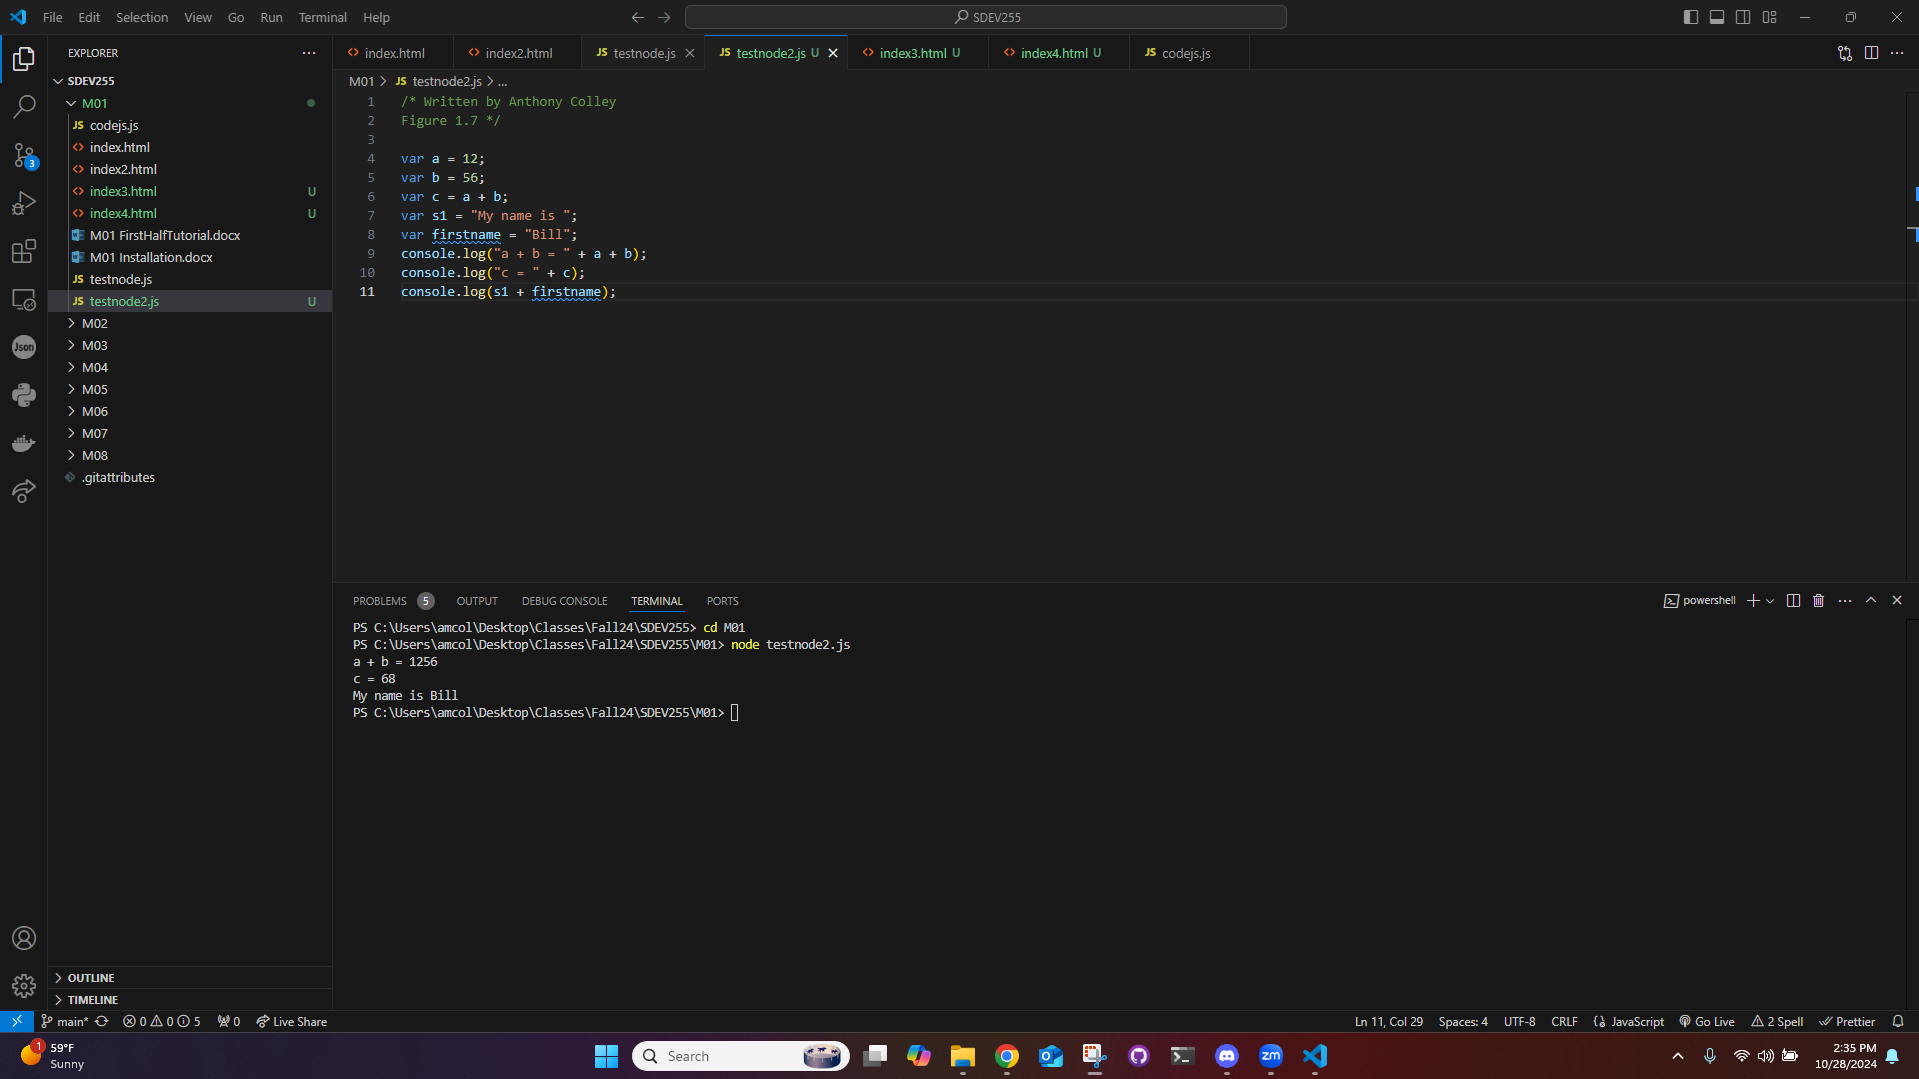 File Edit Selection View Go Run Terminal Help
SDEV255
EXPLORER
SDEV255
M01
codejs.js
index.html
index2.html
index3.html U
index4.html U
M01 FirstHalfTutorial.docx
M01 Installation.docx
testnode.js
testnode2.js U
M02
M03
M04
M05
M06
M07
M08
.gitattributes
OUTLINE
TIMELINE
3
Json
index.html index2.html JS testnode.js JS testnode2.js U index3.html U index4.html U JS codejs.js
M01 > JS testnode2.js > ...
1 /* Written by Anthony Colley
2 Figure 1.7 */
3
4 var a = 12;
5 var b = 56;
6 var c = a + b;
7 var s1 = "My name is ";
8 var firstname = "Bill";
9 console.log("a + b = " + a + b);
10 console.log("c = " + c);
11 console.log(s1 + firstname);
PROBLEMS 5 OUTPUT DEBUG CONSOLE TERMINAL PORTS
powershell
PS C:\Users\amcol\Desktop\Classes\Fall24\SDEV255> cd M01
PS C:\Users\amcol\Desktop\Classes\Fall24\SDEV255\M01> node testnode2.js
a + b = 1256
c = 68
My name is Bill
PS C:\Users\amcol\Desktop\Classes\Fall24\SDEV255\M01>
main* 0 0 5 0 Live Share
Ln 11, Col 29 Spaces: 4 UTF-8 CRLF {} JavaScript Go Live 2 Spell Prettier
1
59°F
Sunny
Search
zm
2:35 PM
10/28/2024